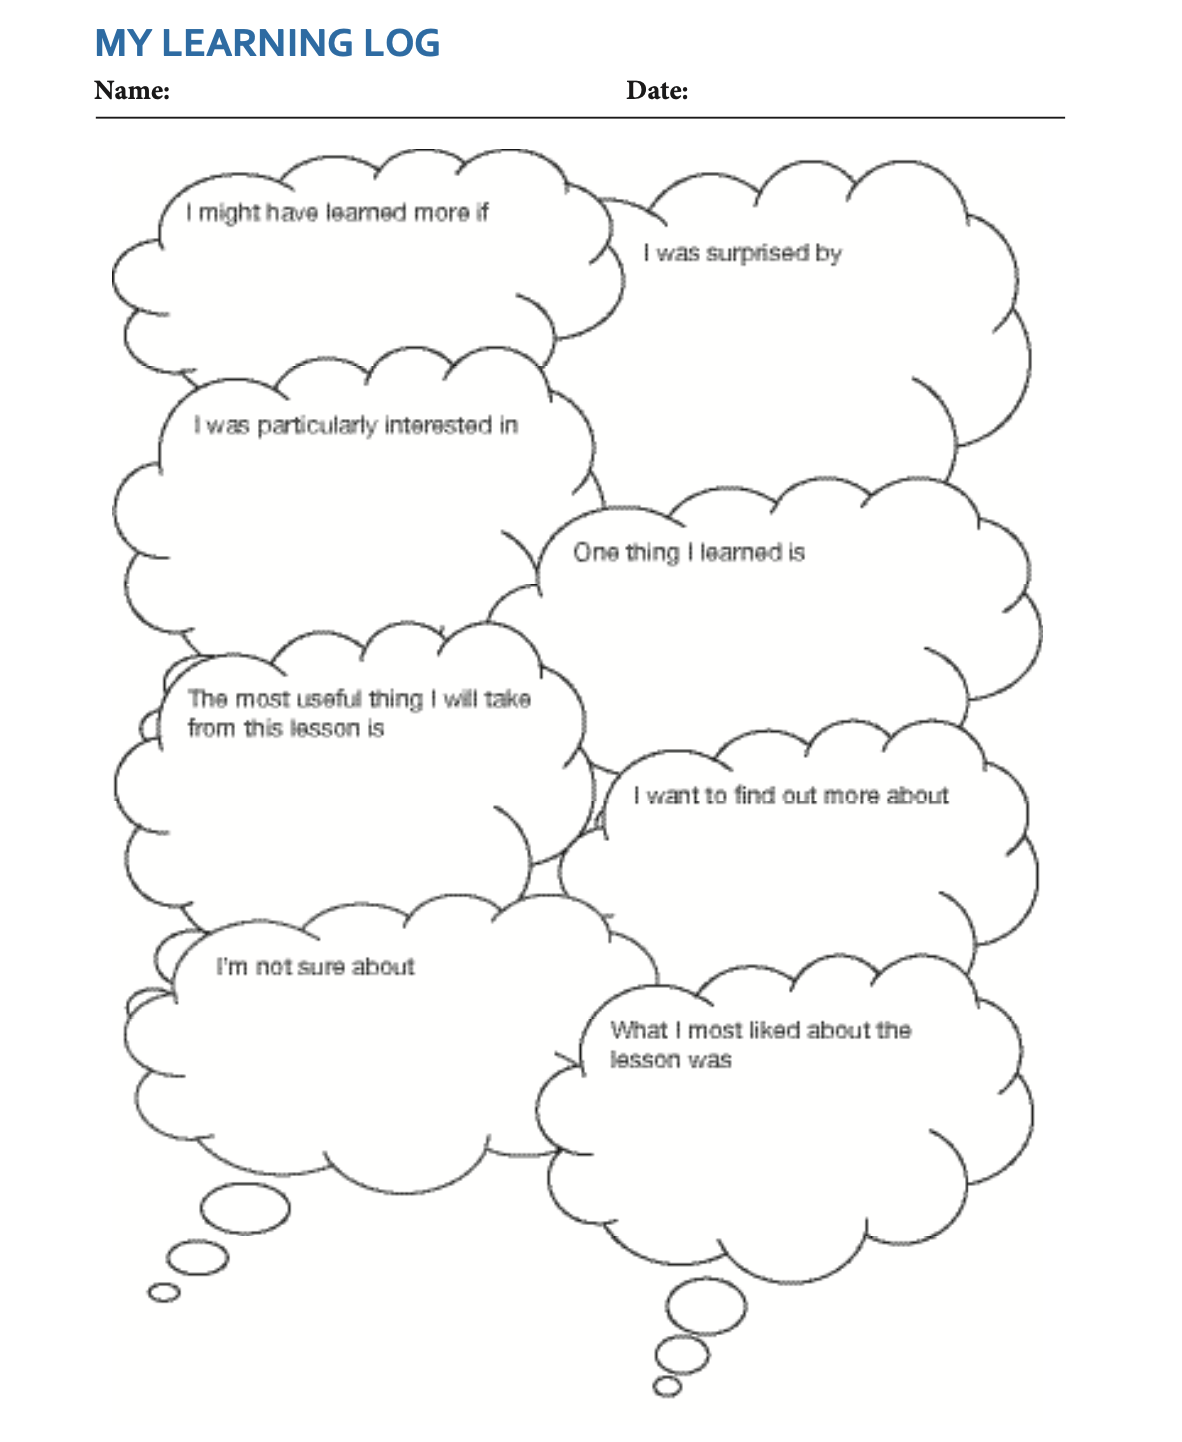 MY LEARNING LOG
Name: Date:
I might have learned more if
I was surprised by
I was particularly interested in
One thing I learned is
The most useful thing I will take
from this lesson is
I want to find out more about
I'm not sure about
What I most liked about the
lesson was